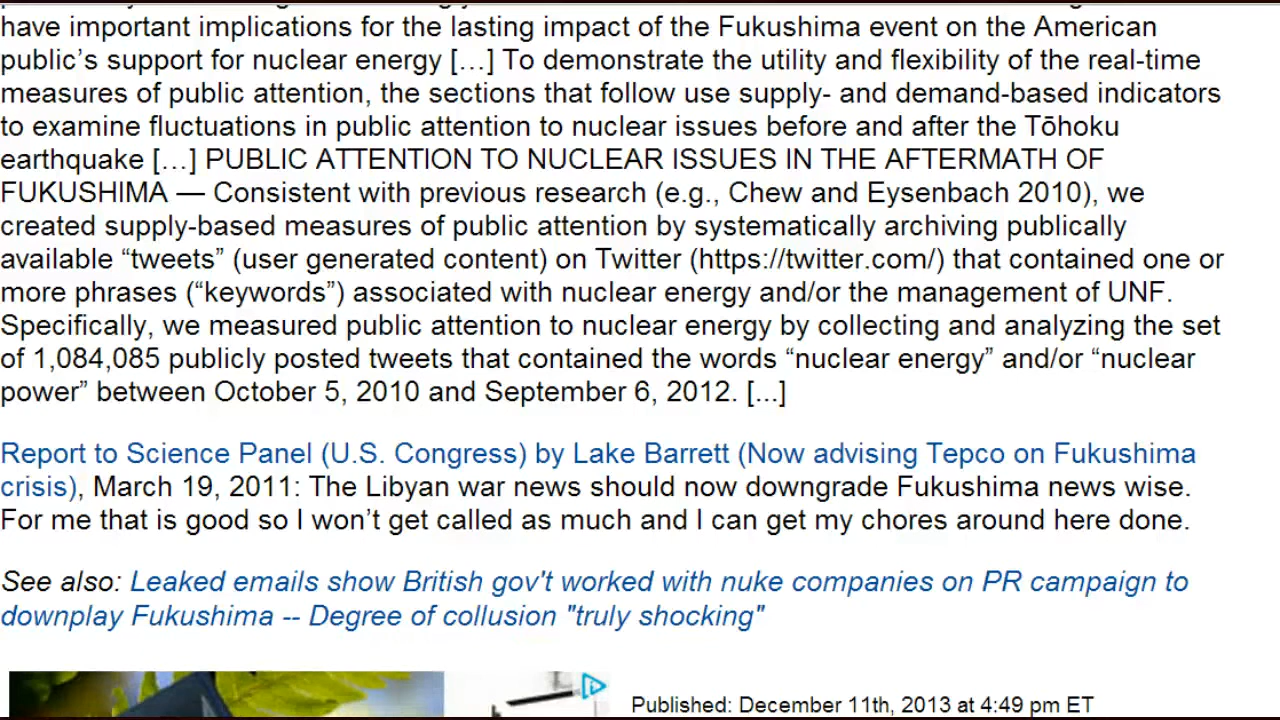 have important implications for the lasting impact of the Fukushima event on the American
public’s support for nuclear energy […] To demonstrate the utility and flexibility of the real-time
measures of public attention, the sections that follow use supply- and demand-based indicators
to examine fluctuations in public attention to nuclear issues before and after the Tōhoku
earthquake […] PUBLIC ATTENTION TO NUCLEAR ISSUES IN THE AFTERMATH OF
FUKUSHIMA — Consistent with previous research (e.g., Chew and Eysenbach 2010), we
created supply-based measures of public attention by systematically archiving publically
available “tweets” (user generated content) on Twitter (https://twitter.com/) that contained one or
more phrases (“keywords”) associated with nuclear energy and/or the management of UNF.
Specifically, we measured public attention to nuclear energy by collecting and analyzing the set
of 1,084,085 publicly posted tweets that contained the words “nuclear energy” and/or “nuclear
power” between October 5, 2010 and September 6, 2012. [...]
Report to Science Panel (U.S. Congress) by Lake Barrett (Now advising Tepco on Fukushima
crisis), March 19, 2011: The Libyan war news should now downgrade Fukushima news wise.
For me that is good so I won’t get called as much and I can get my chores around here done.
See also: Leaked emails show British gov't worked with nuke companies on PR campaign to
downplay Fukushima -- Degree of collusion "truly shocking"
Published: December 11th, 2013 at 4:49 pm ET